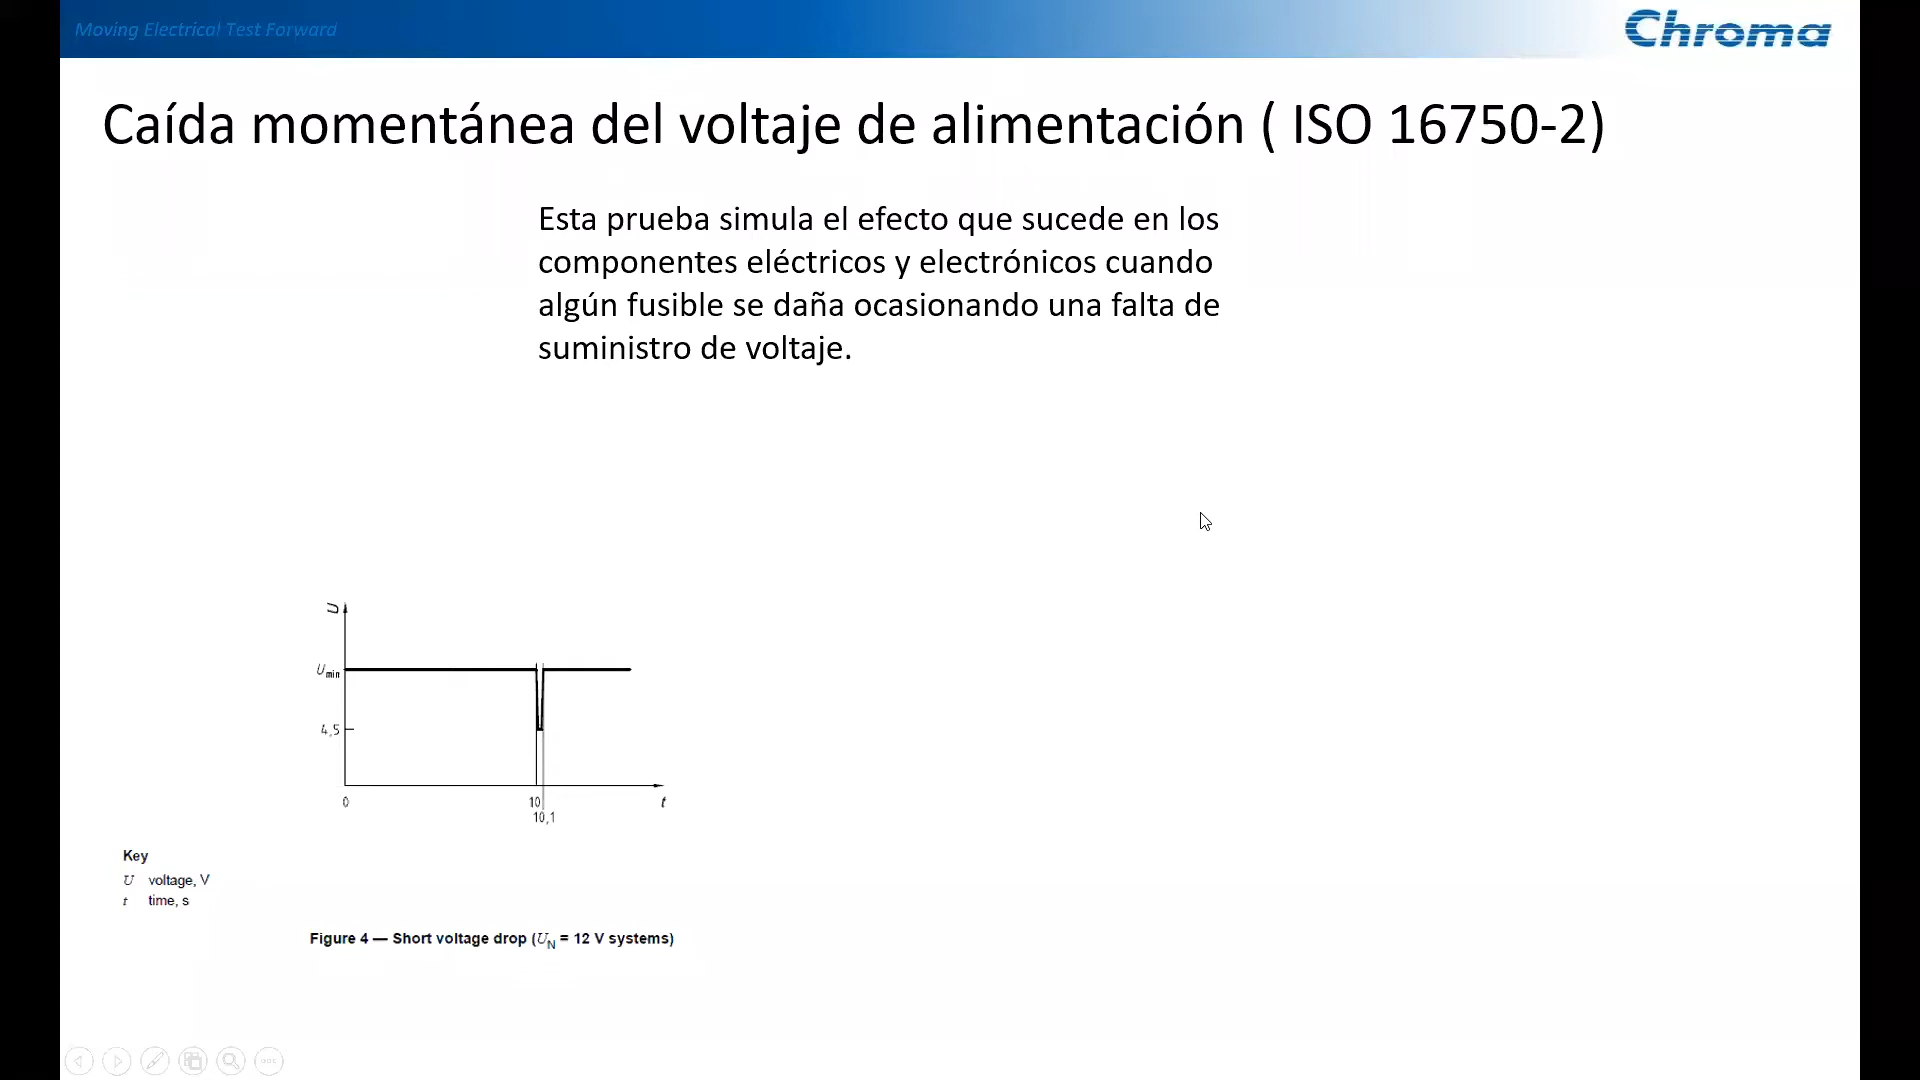 Moving Electrical Test Forward
Chroma
Caída momentánea del voltaje de alimentación ( ISO 16750-2)
Esta prueba simula el efecto que sucede en los
componentes eléctricos y electrónicos cuando
algún fusible se daña ocasionando una falta de
suministro de voltaje.
U
Umin
4,5
0
10
t
10,1
Key
U voltage, V
t time, s
Figure 4 — Short voltage drop (UN = 12 V systems)